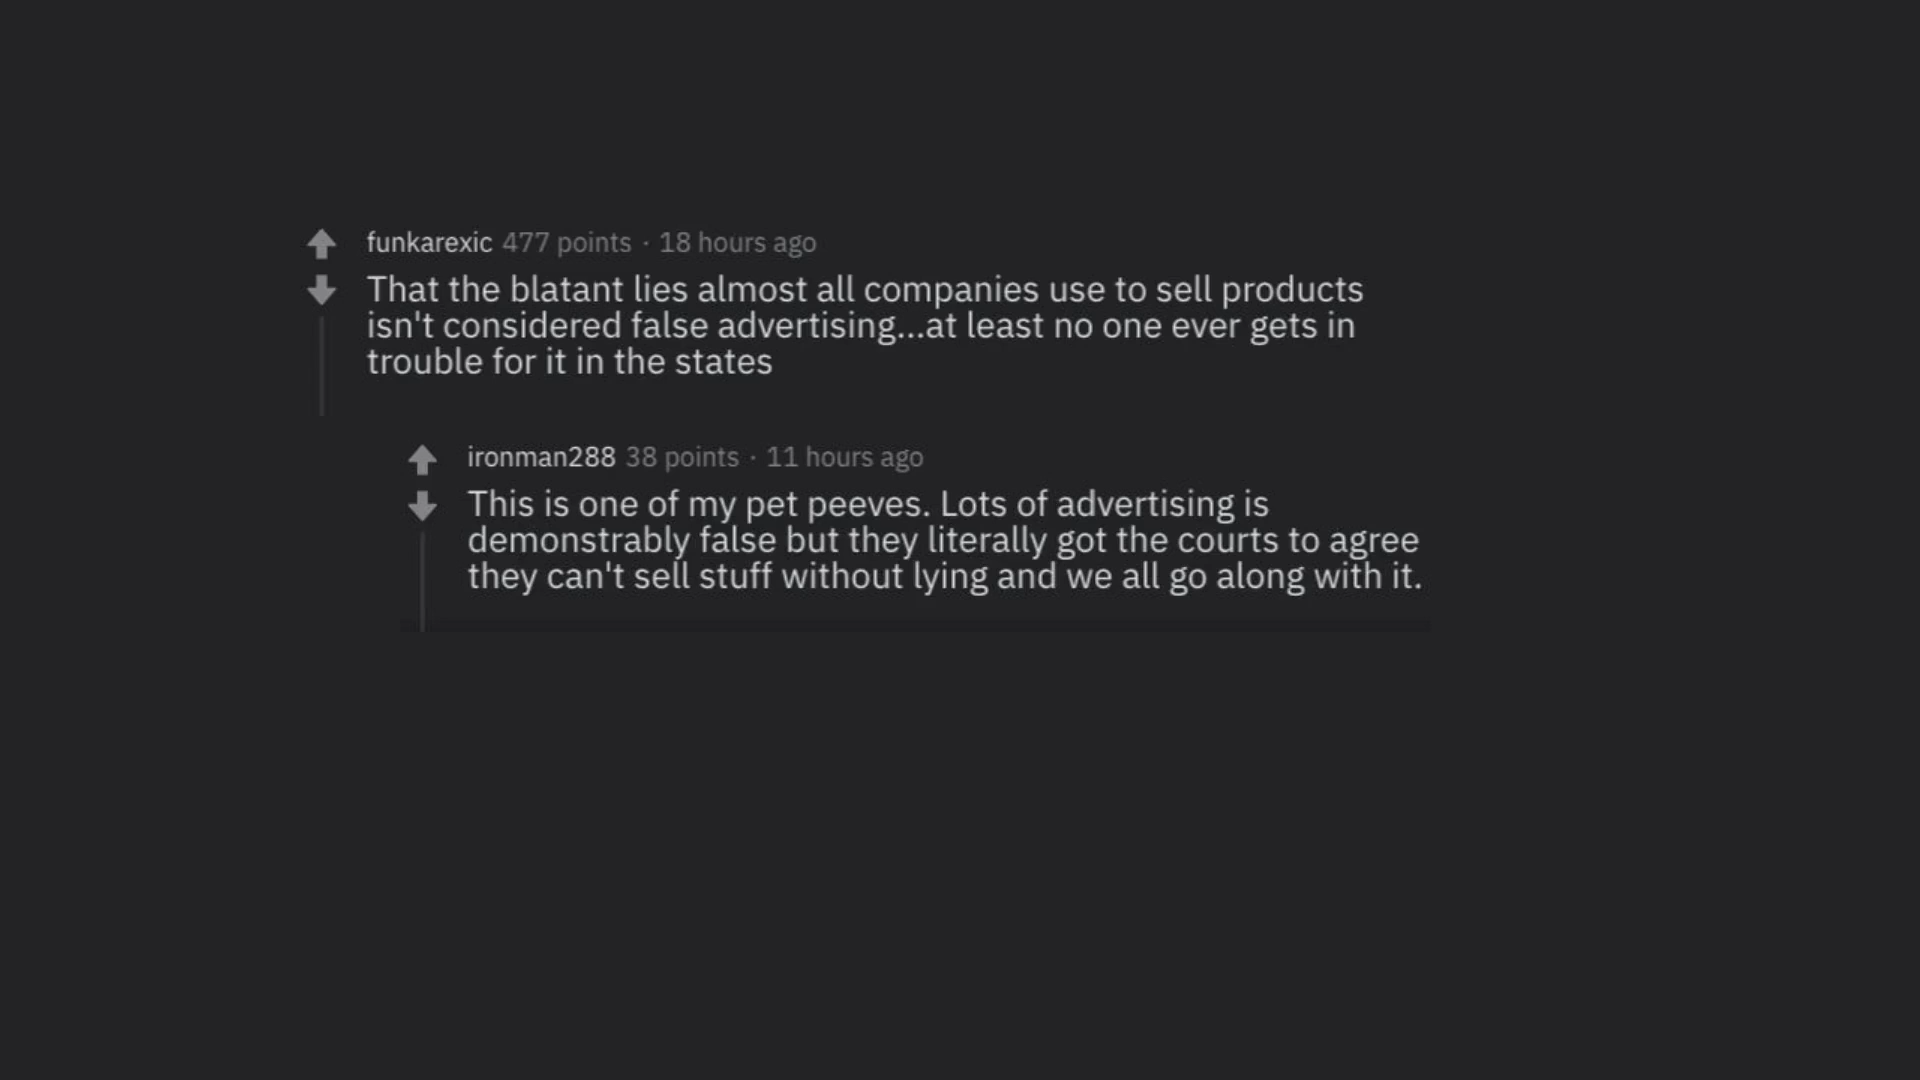 funkarexic 477 points · 18 hours ago
That the blatant lies almost all companies use to sell products
isn't considered false advertising...at least no one ever gets in
trouble for it in the states
ironman288 38 points · 11 hours ago
This is one of my pet peeves. Lots of advertising is
demonstrably false but they literally got the courts to agree
they can't sell stuff without lying and we all go along with it.